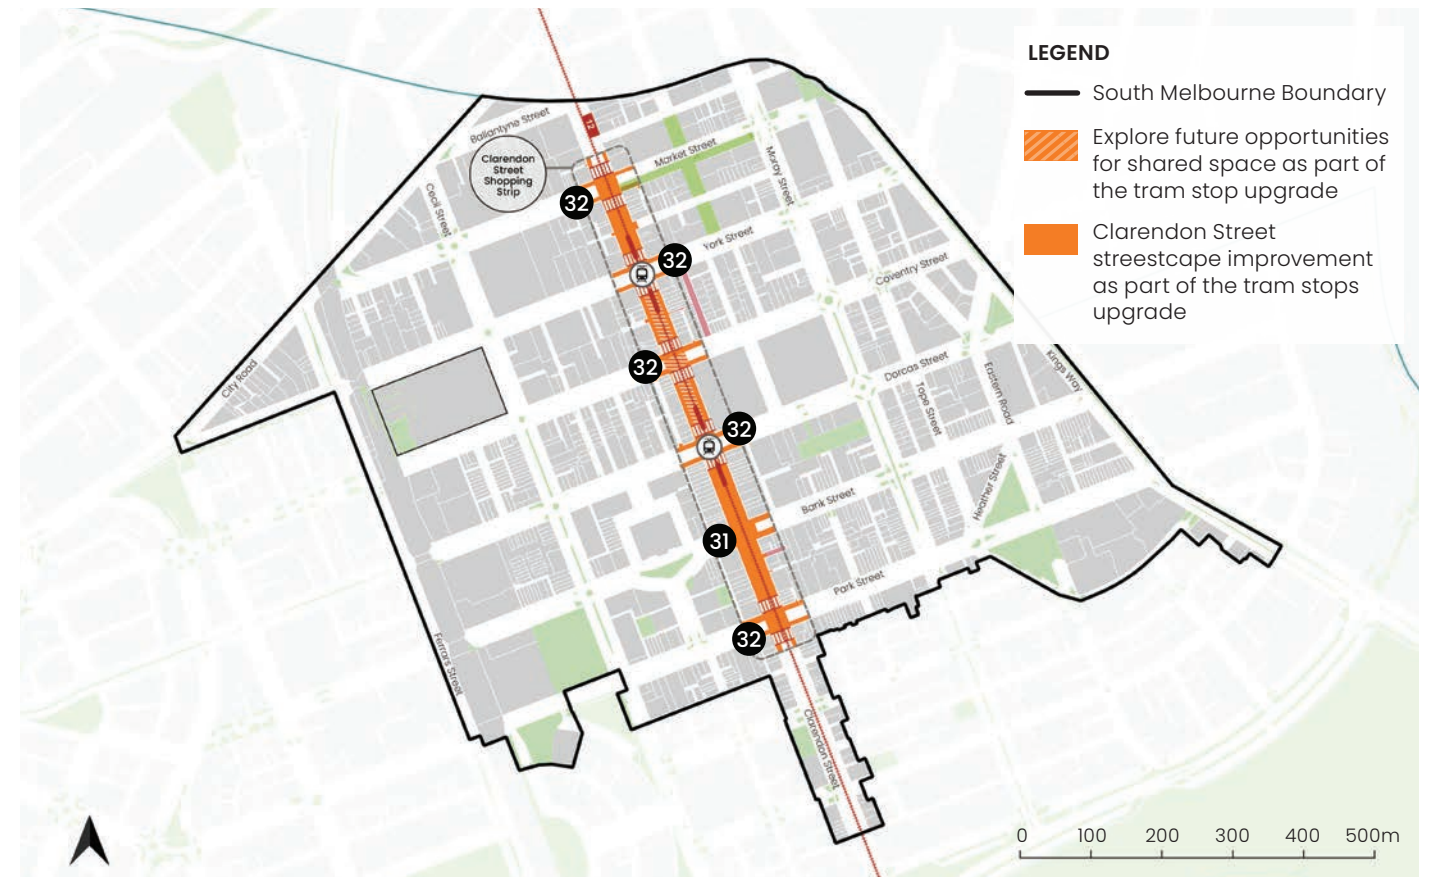 LEGEND
South Melbourne Boundary
Explore future opportunities
for shared space as part of
the tram stop upgrade
Clarendon Street
streestcape improvement
as part of the tram stops
upgrade
Ballantyne Street
12
Clarendon
Street
Shopping
Strip
Market Street
Moray Street
Cecil Street
32
York Street
32
Coventry Street
City Road
32
Dorcas Street
Kings Way
Eastern Road
Tope Street
32
Heather Street
Bank Street
31
Park Street
32
Ferrars Street
Clarendon Street
0 100 200 300 400 500m